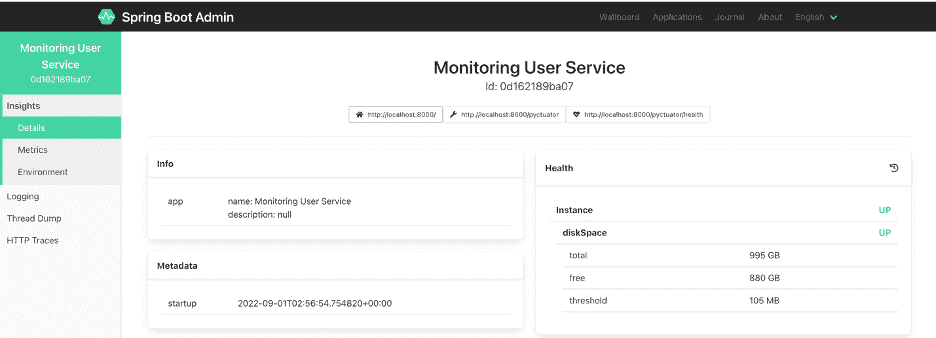 Spring Boot Admin
Wallboard Applications Journal About English
Monitoring User
Service
0d162189ba07
Insights
Details
Metrics
Environment
Logging
Thread Dump
HTTP Traces
Monitoring User Service
Id: 0d162189ba07
http://localhost:8000/ http://localhost:8000/pyctuator http://localhost:8000/pyctuator/health
Info
app name: Monitoring User Service
description: null
Metadata
startup 2022-09-01T02:56:54.754820+00:00
Health
Instance UP
diskSpace UP
total 995 GB
free 880 GB
threshold 105 MB